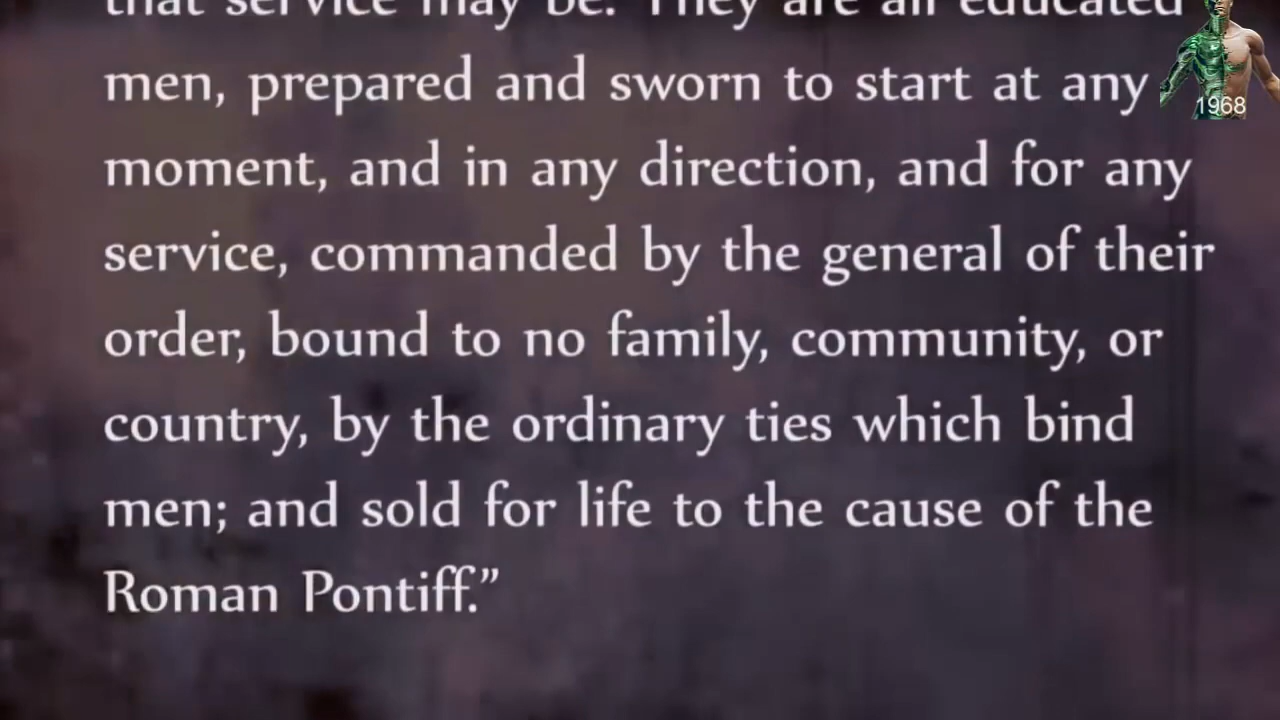 that service may be. They are all educated
men, prepared and sworn to start at any
moment, and in any direction, and for any
service, commanded by the general of their
order, bound to no family, community, or
country, by the ordinary ties which bind
men; and sold for life to the cause of the
Roman Pontiff.”
1968